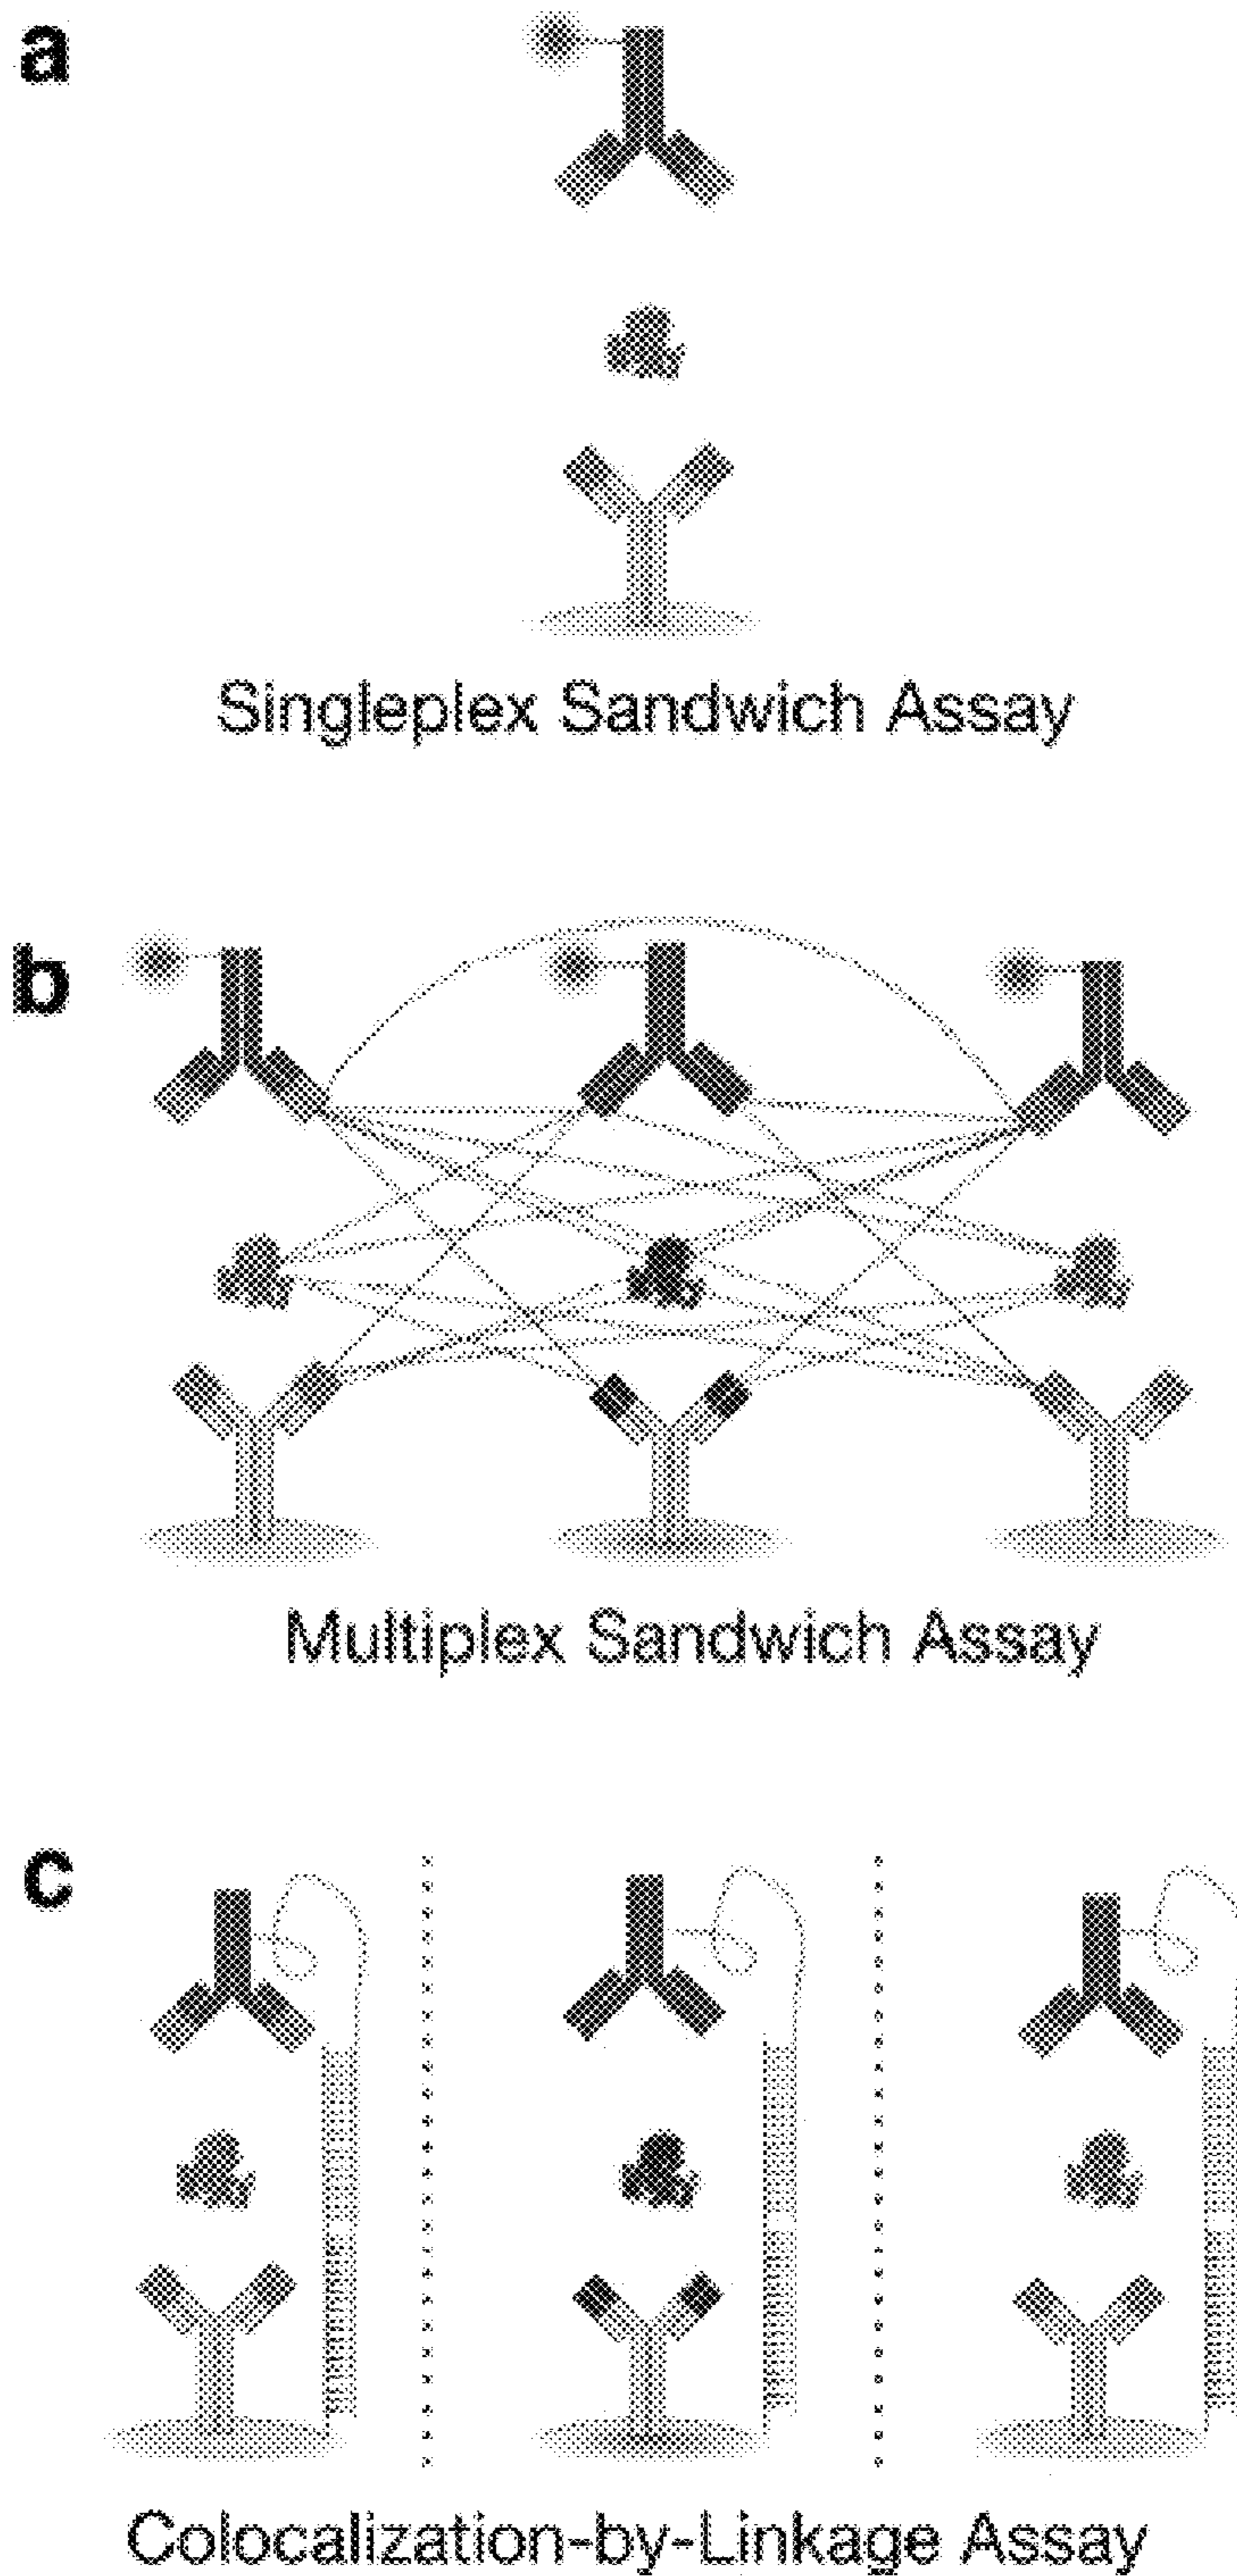 a
Singleplex Sandwich Assay
b
Multiplex Sandwich Assay
c
Colocalization-by-Linkage Assay